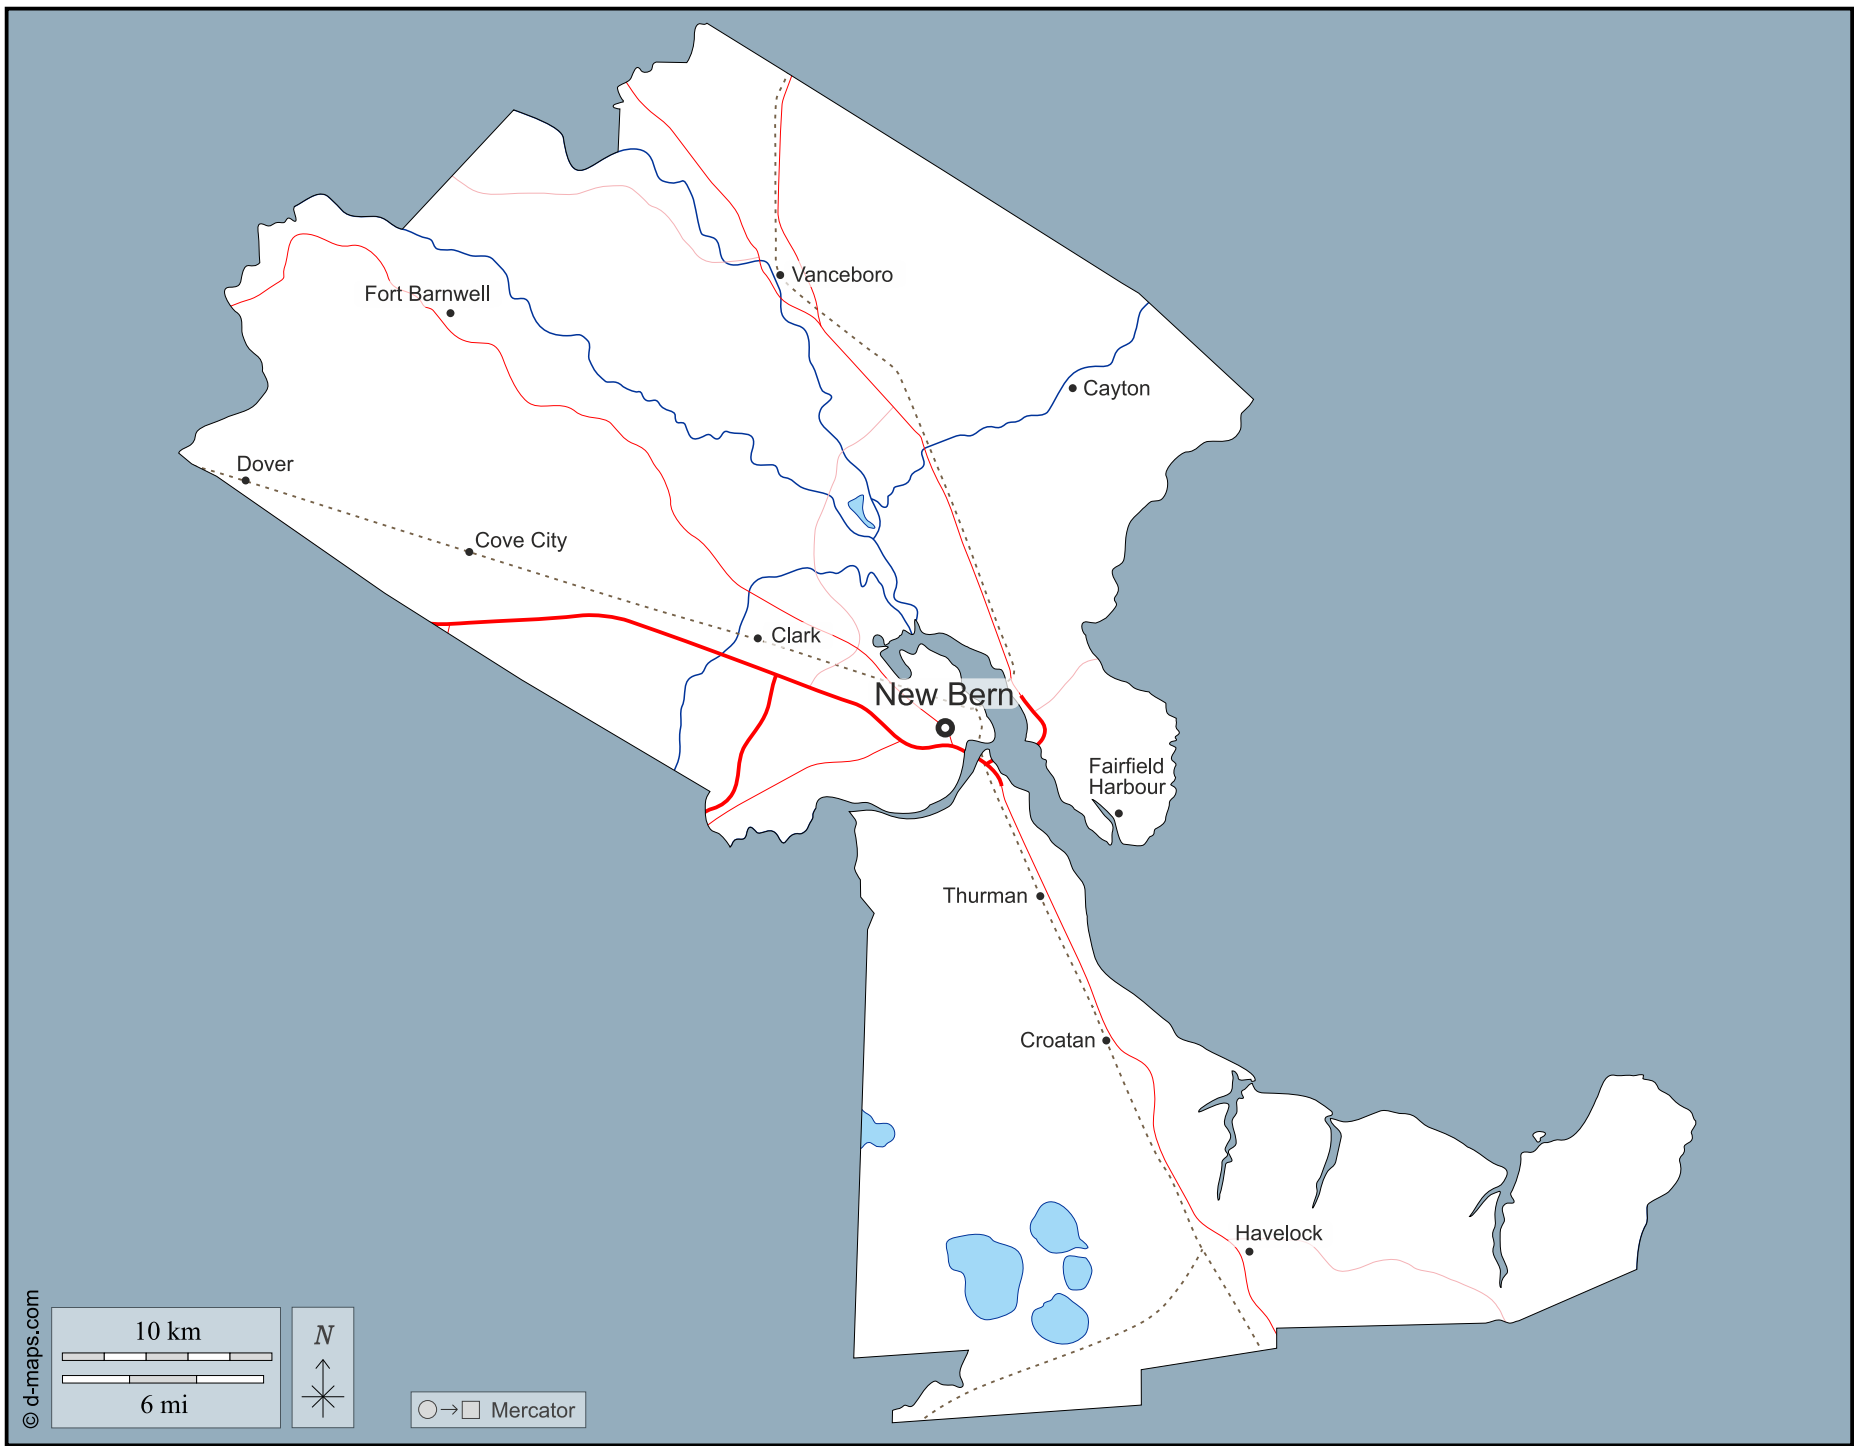 Vanceboro
Fort Barnwell
Cayton
Dover
Cove City
Clark
New Bern
Fairfield
Harbour
Thurman
Croatan
Havelock
© d-maps.com
10 km
6 mi
N
Mercator